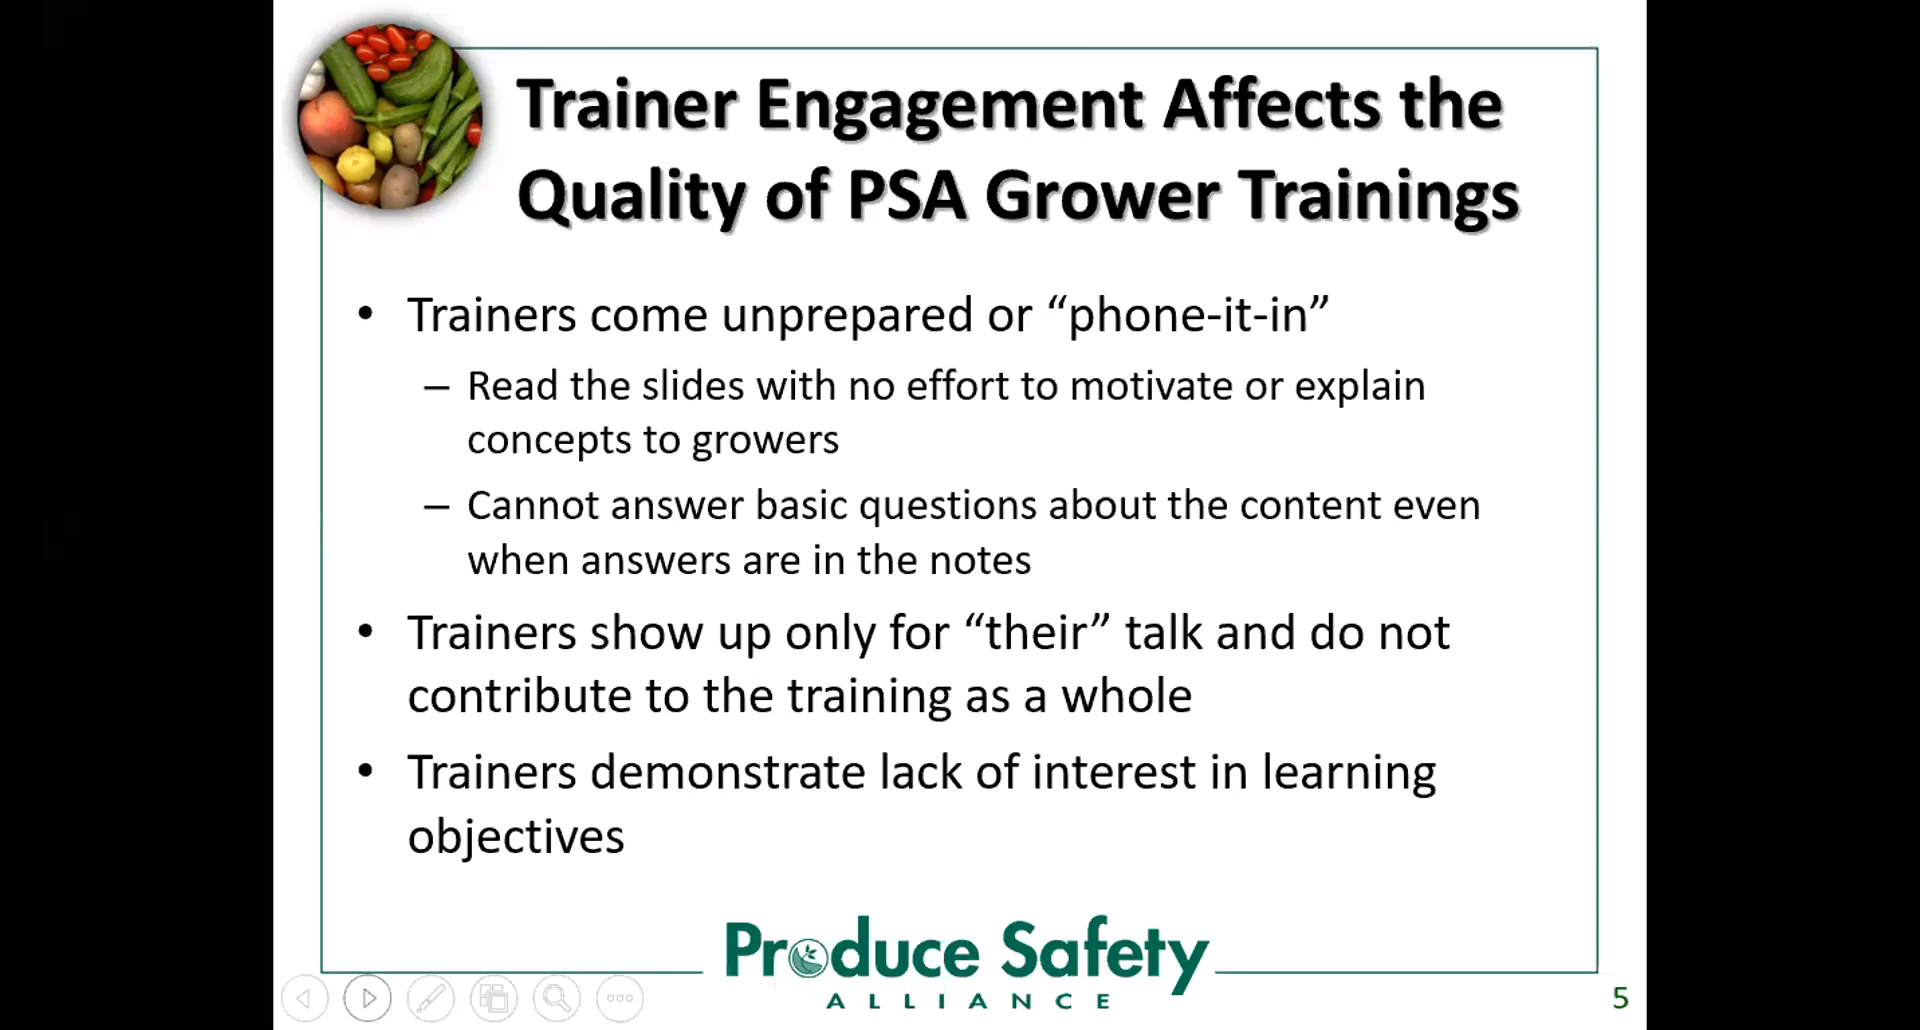 Trainer Engagement Affects the
Quality of PSA Grower Trainings
• Trainers come unprepared or “phone-it-in”
– Read the slides with no effort to motivate or explain
concepts to growers
– Cannot answer basic questions about the content even
when answers are in the notes
• Trainers show up only for “their” talk and do not
contribute to the training as a whole
• Trainers demonstrate lack of interest in learning
objectives
Produce Safety
ALLIANCE
5